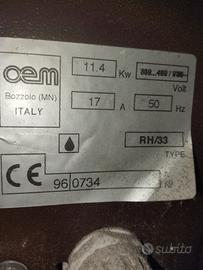 oem
Bozzolo (MN)
ITALY
11.4 Kw
Volt
17 A 50 Hz
RH/33
TYPE
CE 96 0734
subito